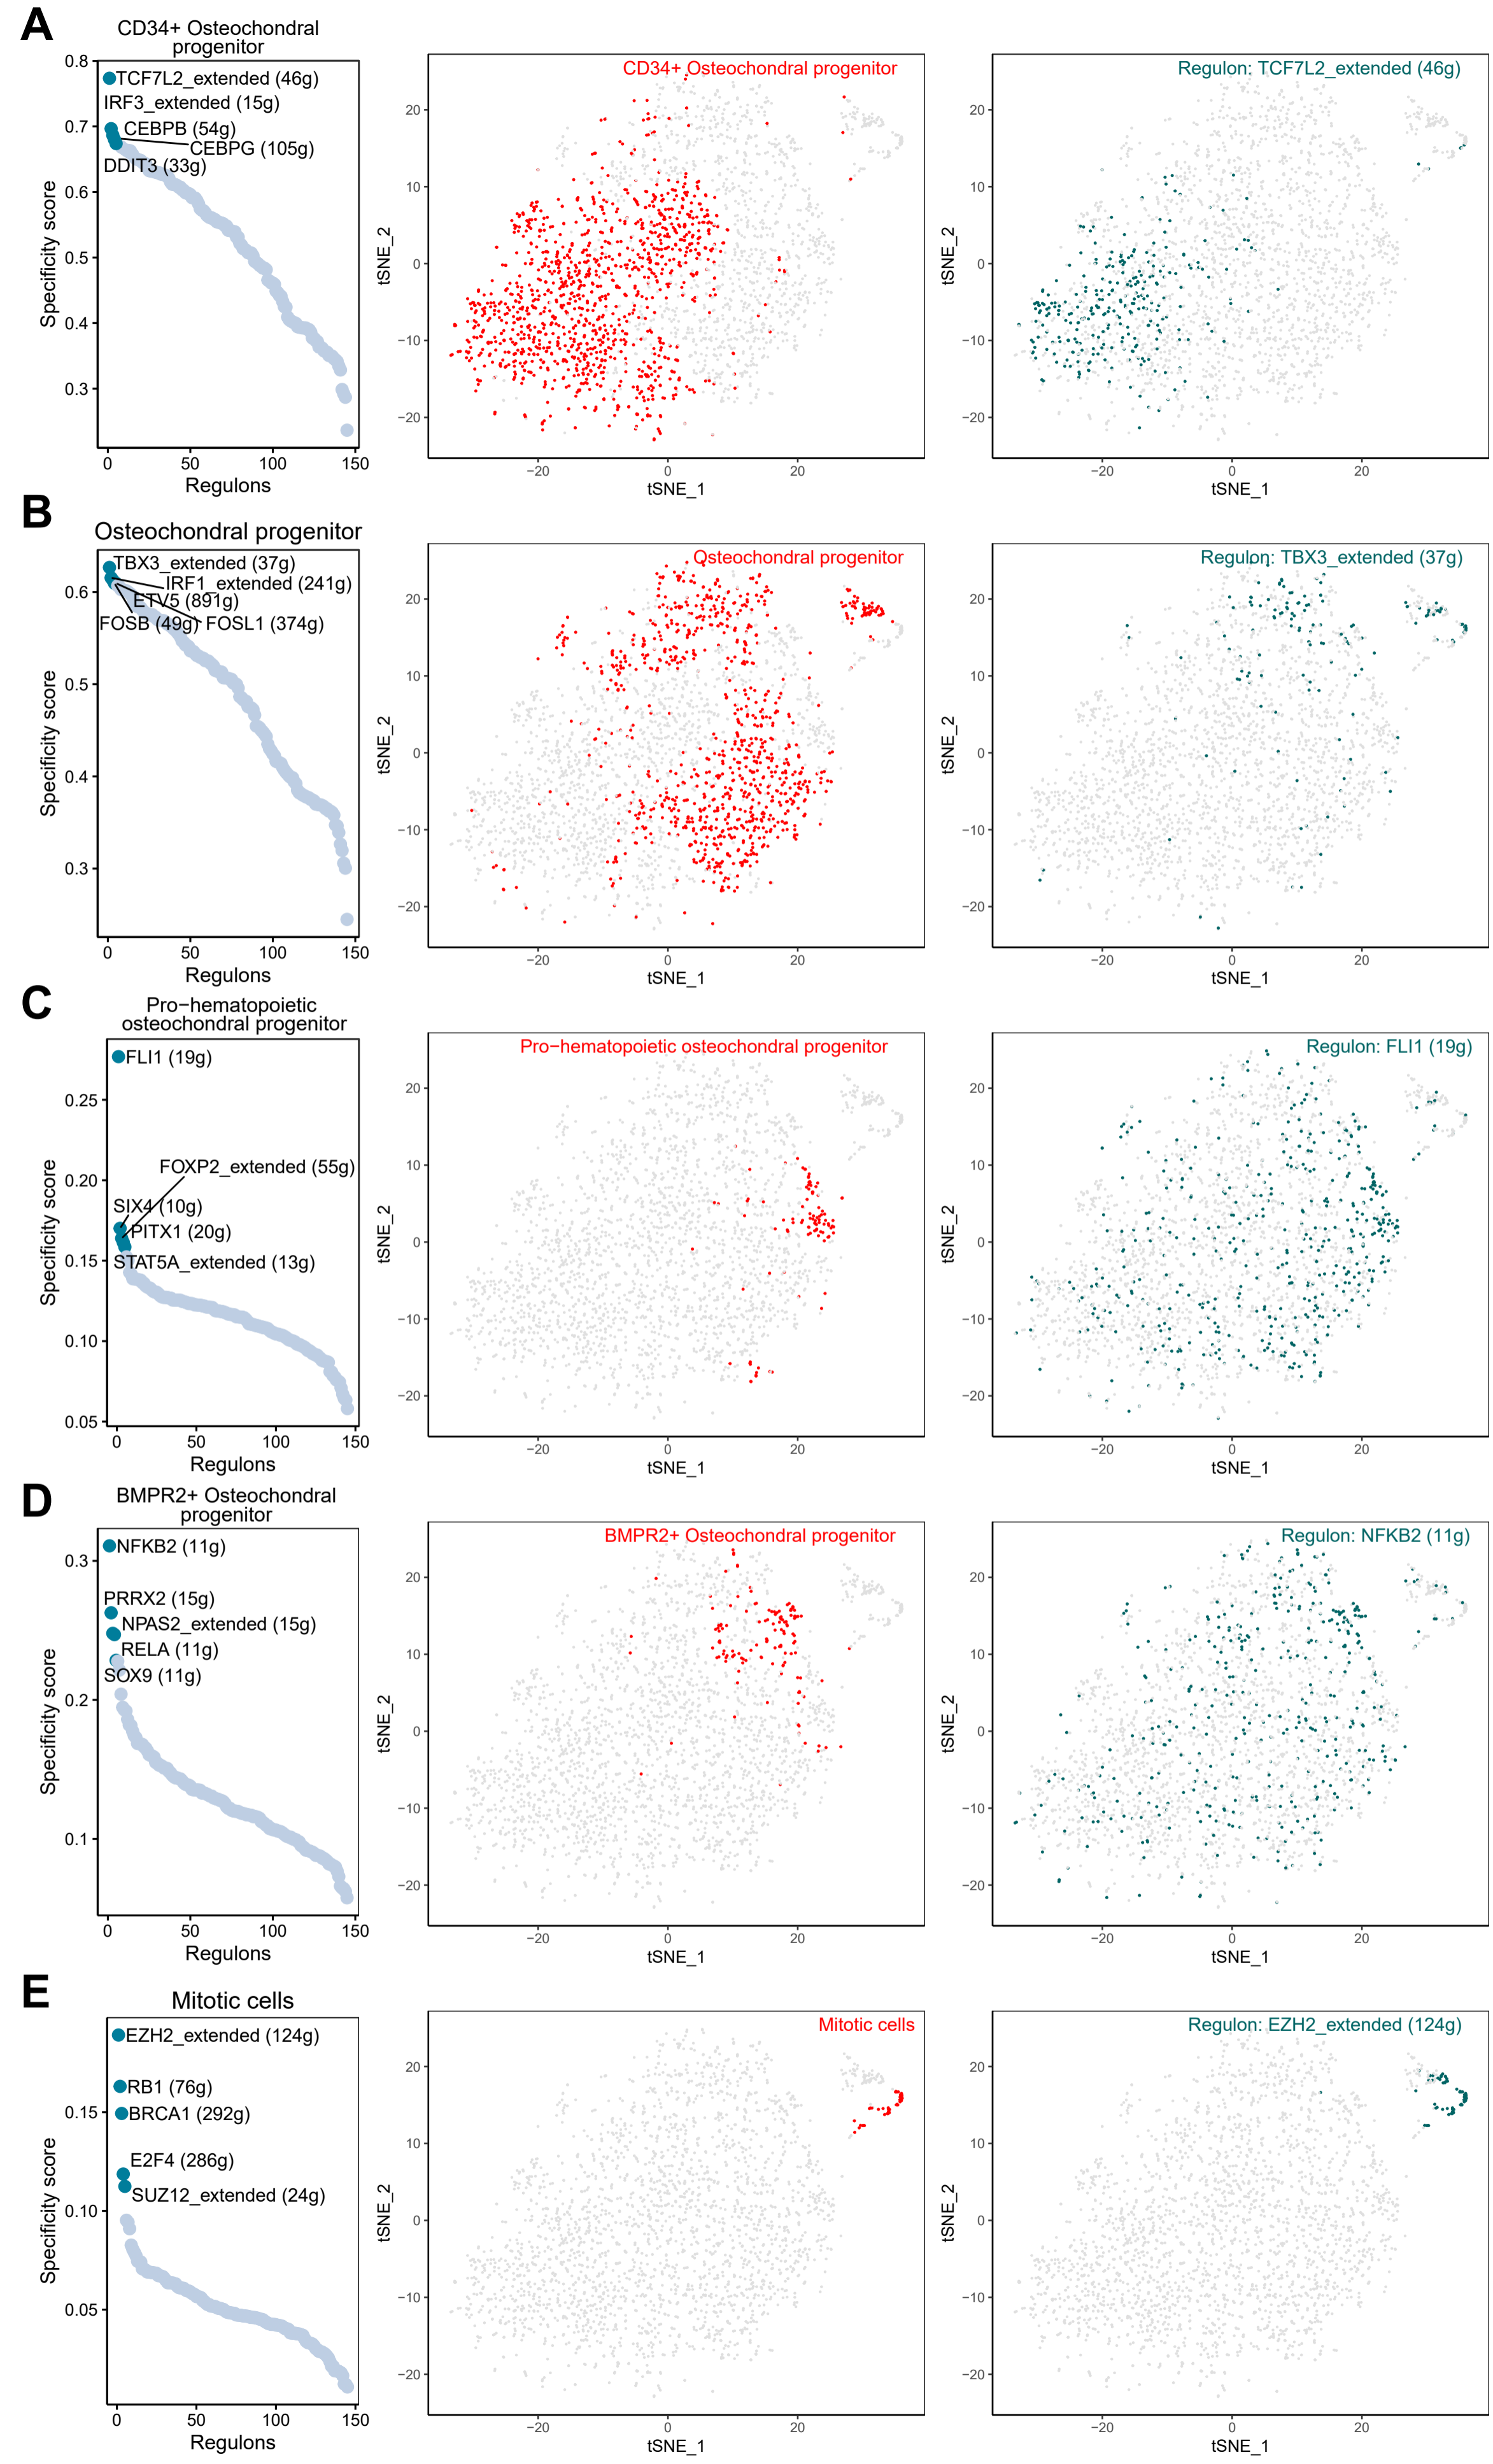 A
CD34+ Osteochondral
progenitor
Specificity score
0.8
0.7
0.6
0.5
0.4
0.3
TCF7L2_extended (46g)
IRF3_extended (15g)
CEBPB (54g)
CEBPG (105g)
DDIT3 (33g)
0 50 100 150
Regulons
CD34+ Osteochondral progenitor
tSNE_2
20
10
0
−10
−20
−20 0 20
tSNE_1
Regulon: TCF7L2_extended (46g)
tSNE_2
20
10
0
−10
−20
−20 0 20
tSNE_1
B
Osteochondral progenitor
Specificity score
0.6
0.5
0.4
0.3
TBX3_extended (37g)
IRF1_extended (241g)
ETV5 (891g)
FOSB (49g) FOSL1 (374g)
0 50 100 150
Regulons
Osteochondral progenitor
tSNE_2
20
10
0
−10
−20
−20 0 20
tSNE_1
Regulon: TBX3_extended (37g)
tSNE_2
20
10
0
−10
−20
−20 0 20
tSNE_1
C
Pro−hematopoietic
osteochondral progenitor
Specificity score
0.25
0.20
0.15
0.10
0.05
FLI1 (19g)
FOXP2_extended (55g)
SIX4 (10g)
PITX1 (20g)
STAT5A_extended (13g)
0 50 100 150
Regulons
Pro−hematopoietic osteochondral progenitor
tSNE_2
20
10
0
−10
−20
−20 0 20
tSNE_1
Regulon: FLI1 (19g)
tSNE_2
20
10
0
−10
−20
−20 0 20
tSNE_1
D
BMPR2+ Osteochondral
progenitor
Specificity score
0.3
0.2
0.1
NFKB2 (11g)
PRRX2 (15g)
NPAS2_extended (15g)
RELA (11g)
SOX9 (11g)
0 50 100 150
Regulons
BMPR2+ Osteochondral progenitor
tSNE_2
20
10
0
−10
−20
−20 0 20
tSNE_1
Regulon: NFKB2 (11g)
tSNE_2
20
10
0
−10
−20
−20 0 20
tSNE_1
E
Mitotic cells
Specificity score
0.15
0.10
0.05
EZH2_extended (124g)
RB1 (76g)
BRCA1 (292g)
E2F4 (286g)
SUZ12_extended (24g)
0 50 100 150
Regulons
Mitotic cells
tSNE_2
20
10
0
−10
−20
−20 0 20
tSNE_1
Regulon: EZH2_extended (124g)
tSNE_2
20
10
0
−10
−20
−20 0 20
tSNE_1